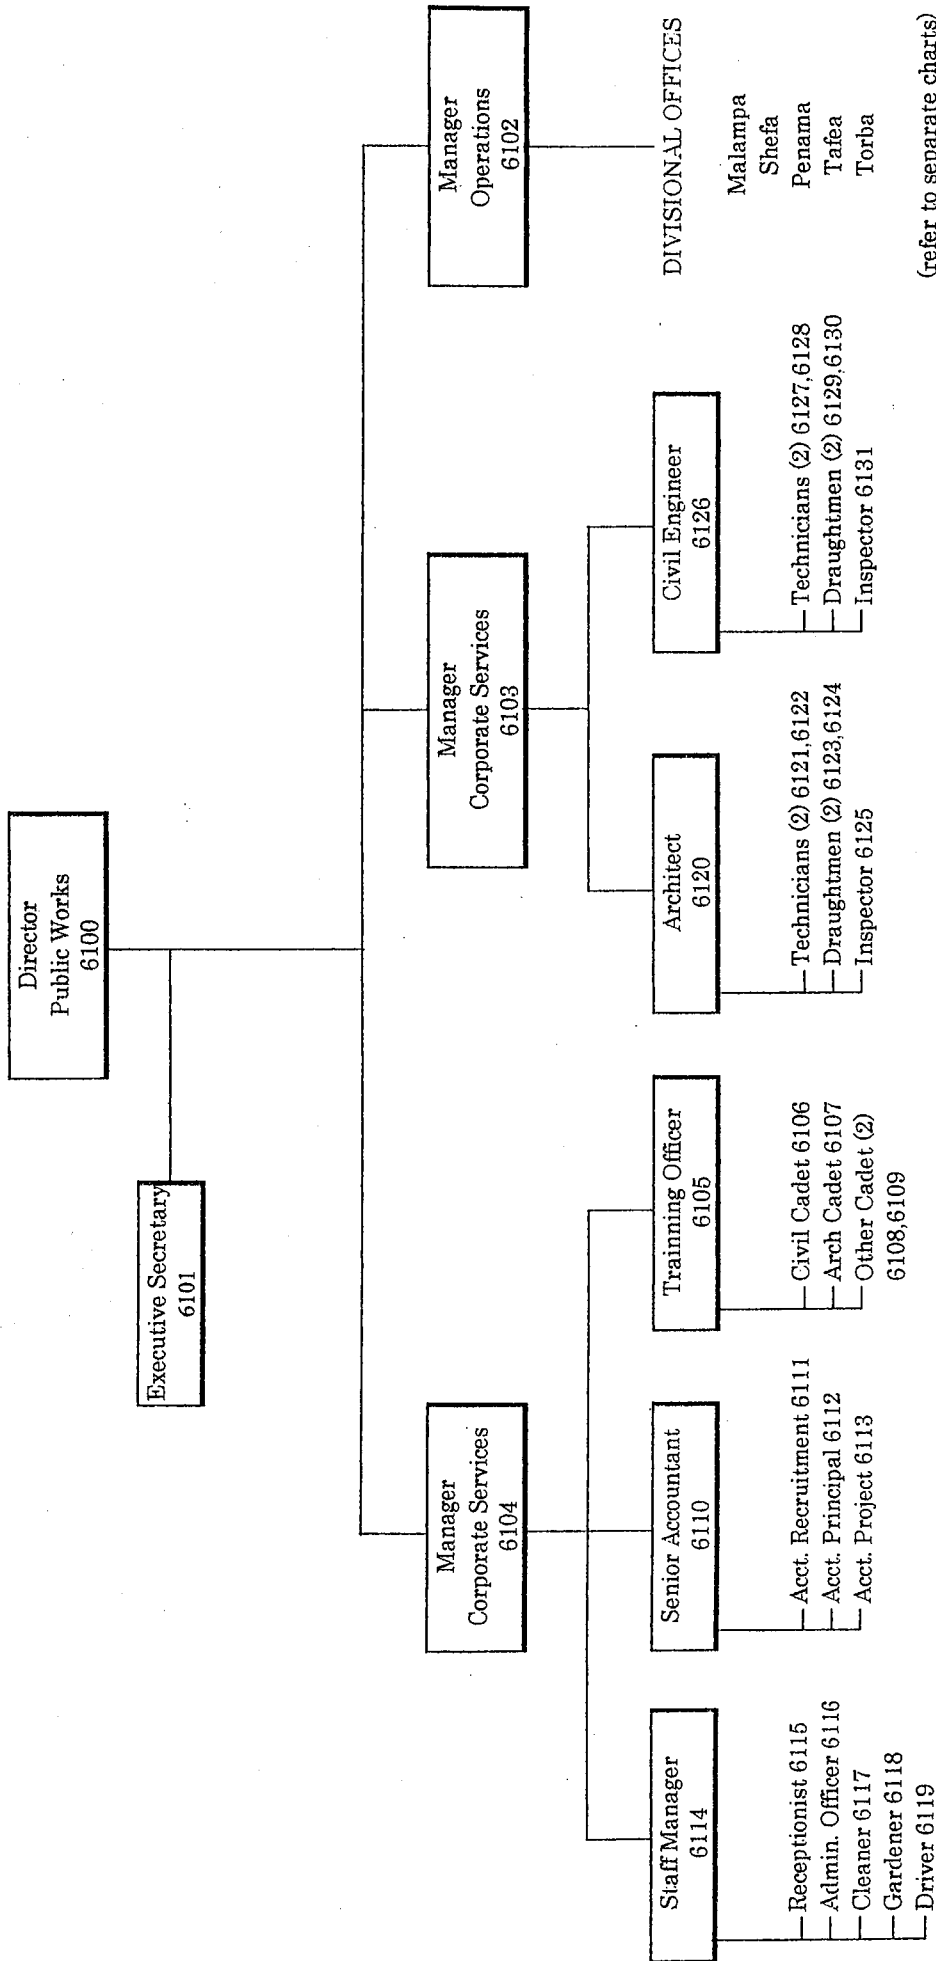 Director
Public Works
6100
Executive Secretary
6101
Manager
Corporate Services
6104
Manager
Corporate Services
6103
Manager
Operations
6102
Staff Manager
6114
Receptionist 6115
Admin. Officer 6116
Cleaner 6117
Gardener 6118
Driver 6119
Senior Accountant
6110
Acct. Recruitment 6111
Acct. Principal 6112
Acct. Project 6113
Trainning Officer
6105
Civil Cadet 6106
Arch Cadet 6107
Other Cadet (2)
6108,6109
Architect
6120
Technicians (2) 6121,6122
Draughtmen (2) 6123,6124
Inspector 6125
Civil Engineer
6126
Technicians (2) 6127,6128
Draughtmen (2) 6129,6130
Inspector 6131
DIVISIONAL OFFICES
Malampa
Shefa
Penama
Tafea
Torba
(refer to separate charts)